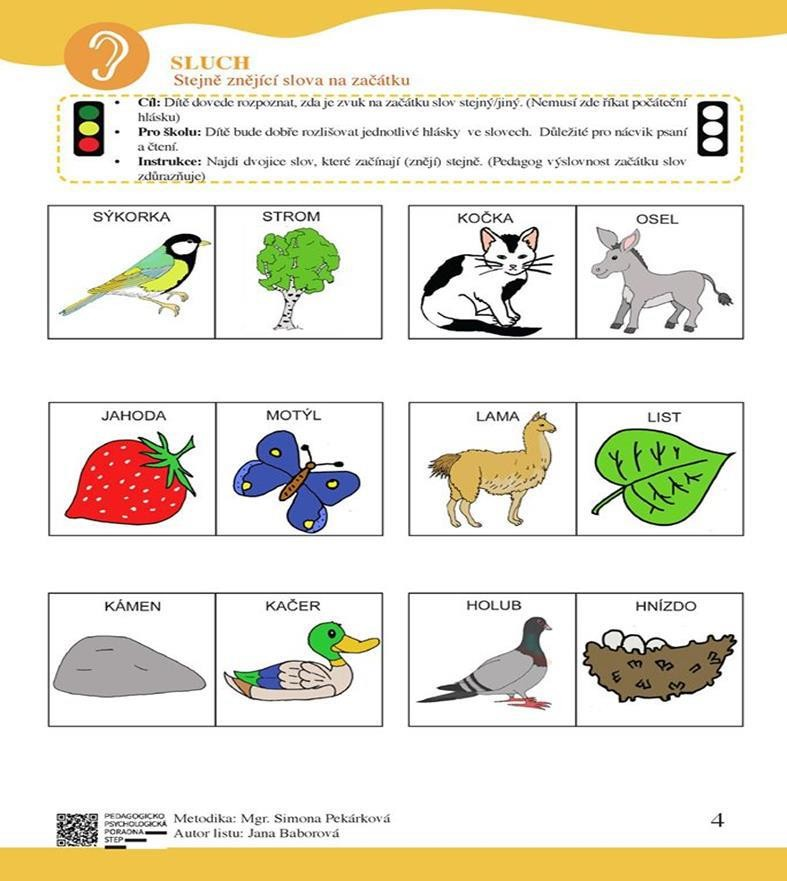 SLUCH
Stejně znějící slova na začátku
• Cíl: Dítě dovede rozpoznat, zda je zvuk na začátku slov stejný/jiný. (Nemusí zde říkat počáteční
hlásku)
• Pro školu: Dítě bude dobře rozlišovat jednotlivé hlásky ve slovech. Důležité pro nácvik psaní
a čtení.
• Instrukce: Najdi dvojice slov, které začínají (znějí) stejně. (Pedagog výslovnost začátku slov
zdůrazňuje)
SÝKORKA STROM KOČKA OSEL
JAHODA MOTÝL LAMA LIST
KÁMEN KAČER HOLUB HNÍZDO
PEDAGOGICKO
PSYCHOLOGICKÁ
PORADNA
STEP
Metodika: Mgr. Simona Pekárková
Autor listu: Jana Baborová
4